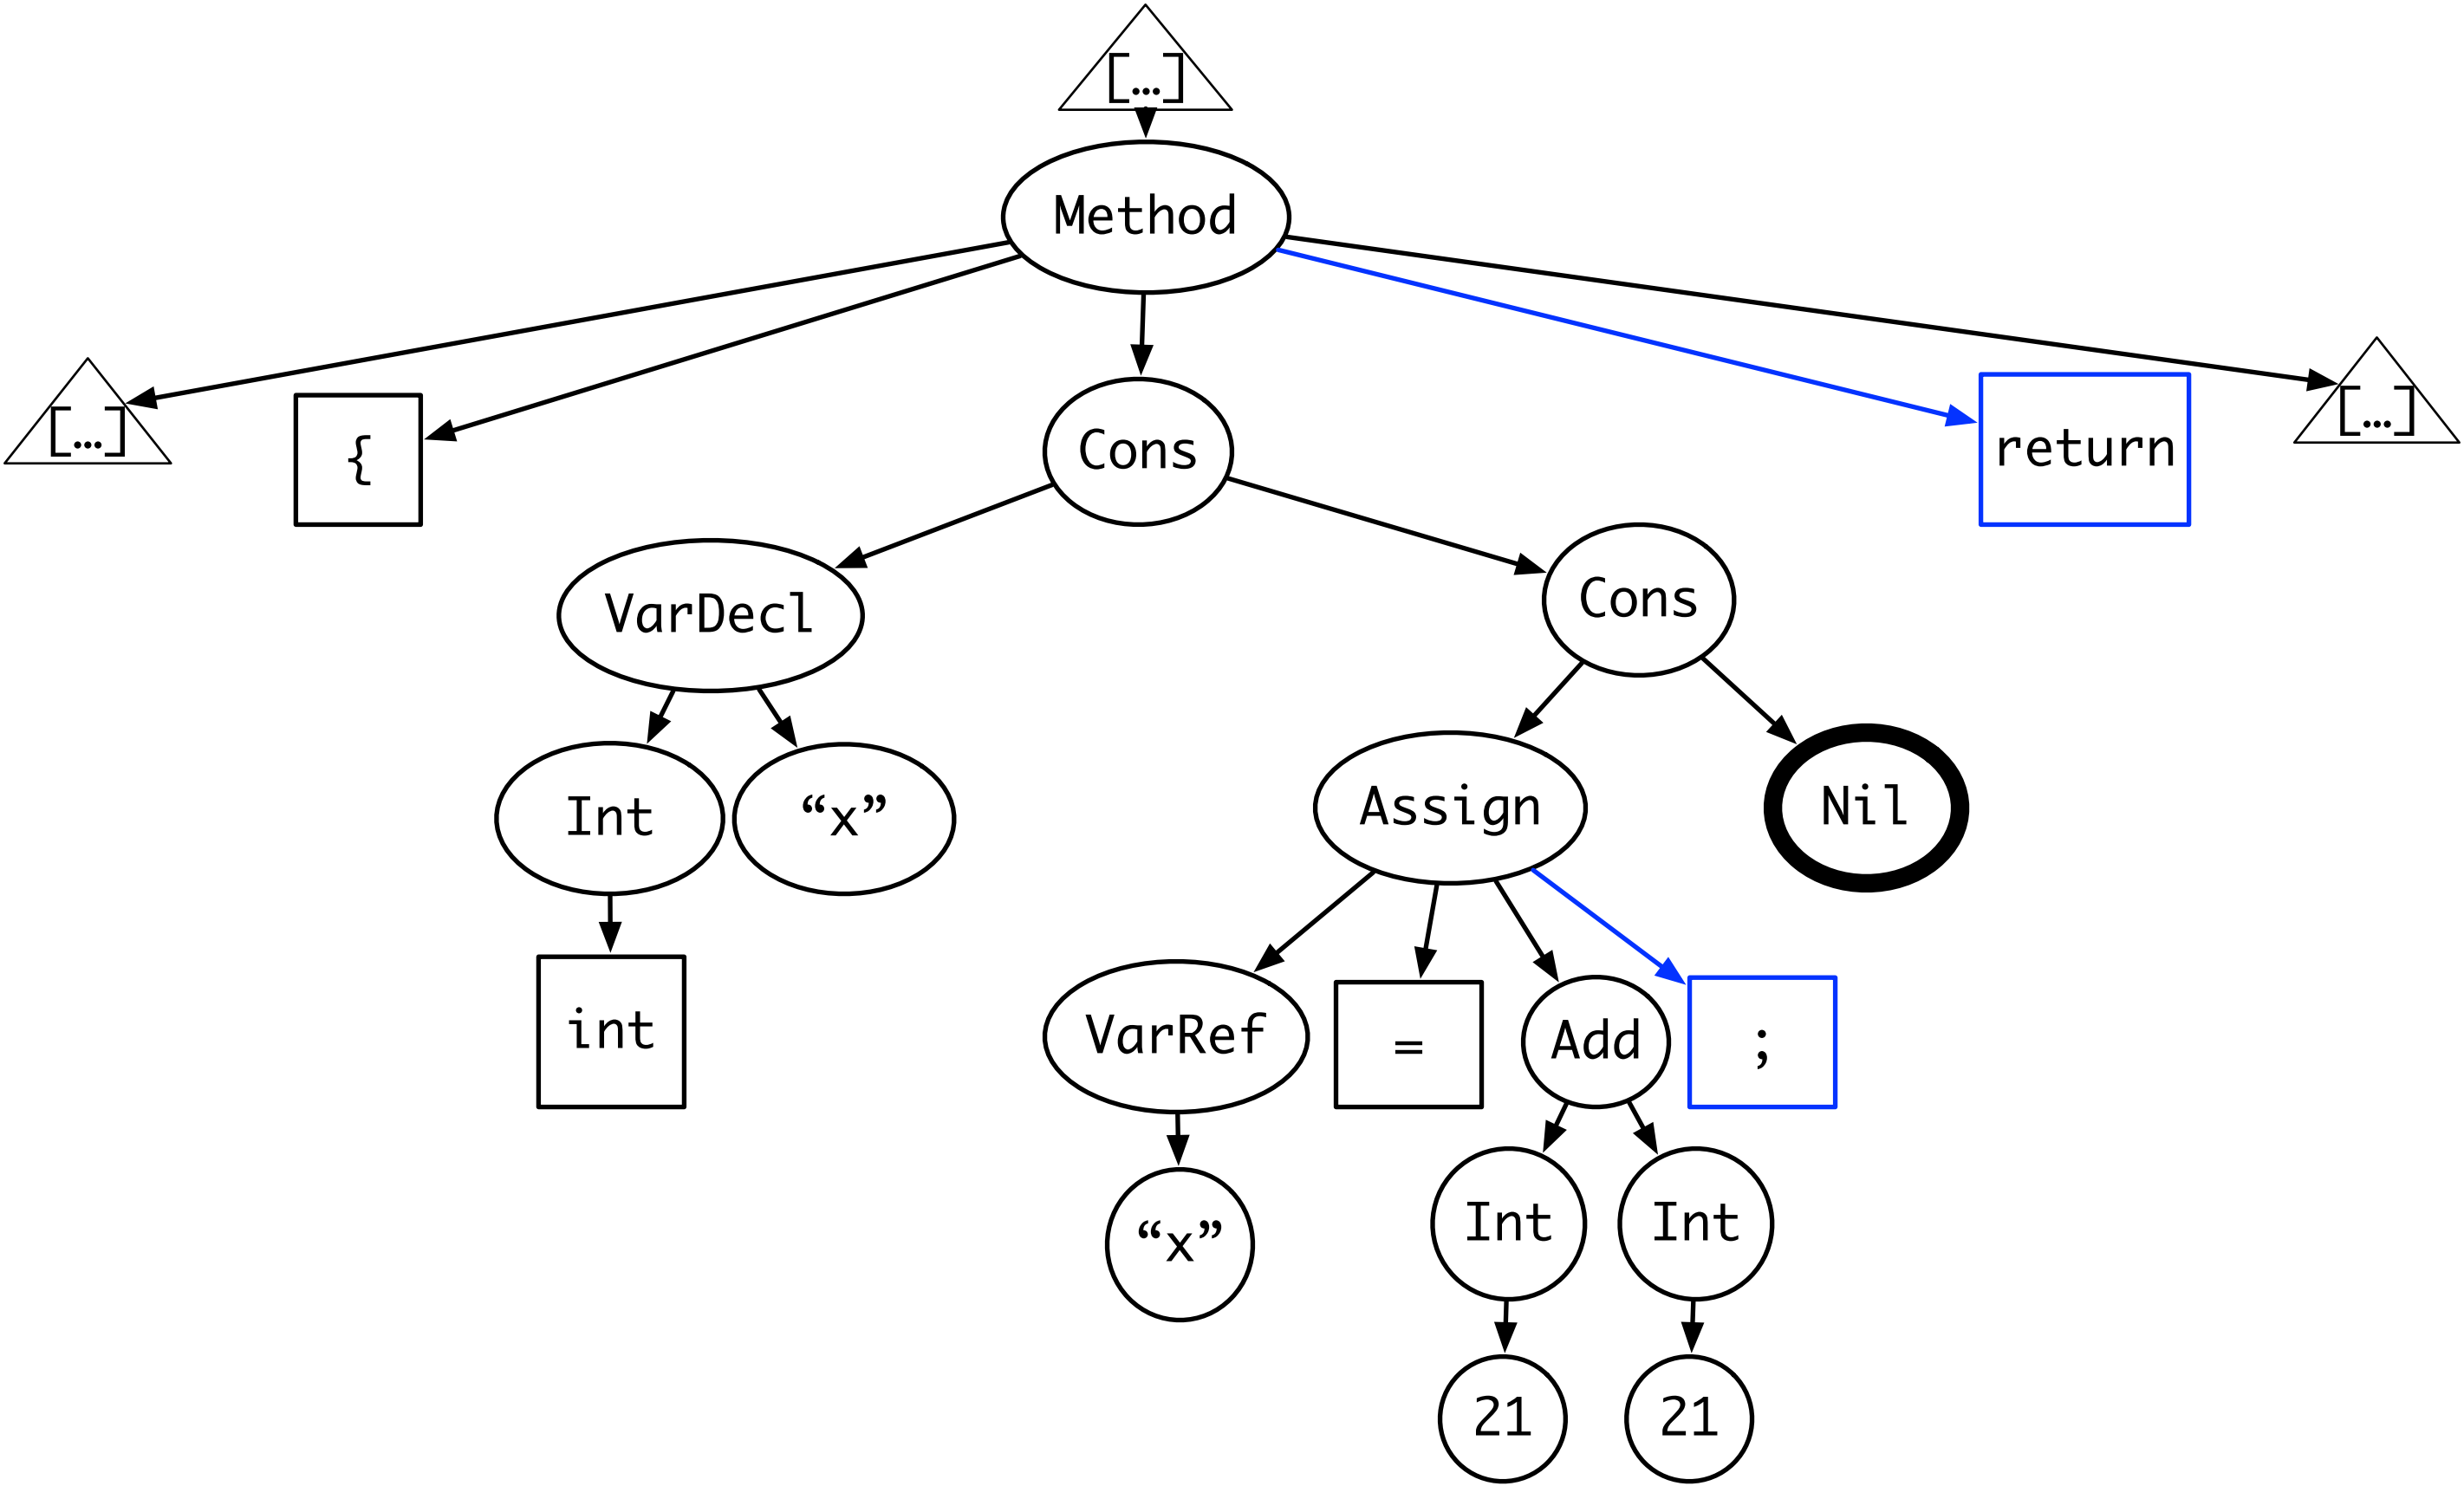 […]
Method
[…]
{
Cons
return
[…]
VarDecl
Cons
Int
“x”
Assign
Nil
int
VarRef
=
Add
;
“x”
Int
Int
21
21